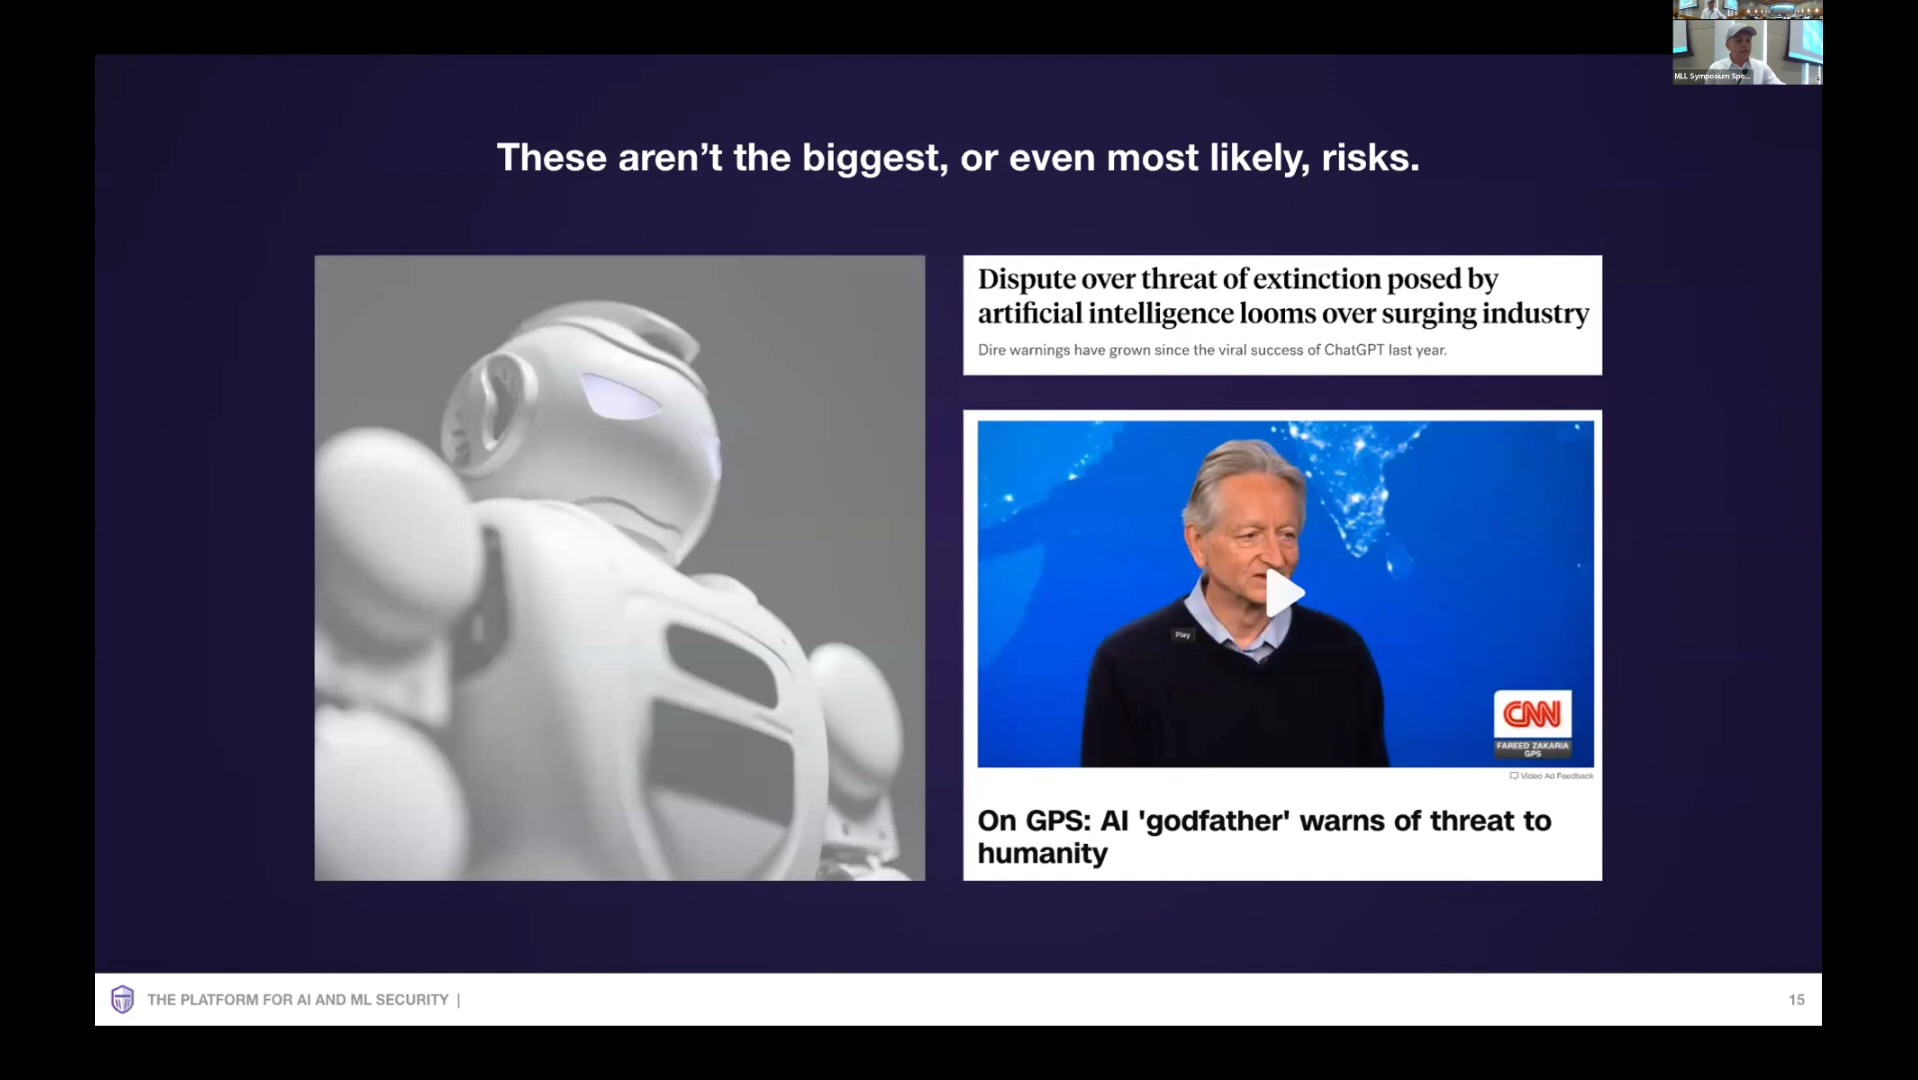 MLL Symposium Spe...
These aren’t the biggest, or even most likely, risks.
Dispute over threat of extinction posed by
artificial intelligence looms over surging industry
Dire warnings have grown since the viral success of ChatGPT last year.
Play
CNN
FAREED ZAKARIA
GPS
Video Ad Feedback
On GPS: AI 'godfather' warns of threat to
humanity
THE PLATFORM FOR AI AND ML SECURITY |
15